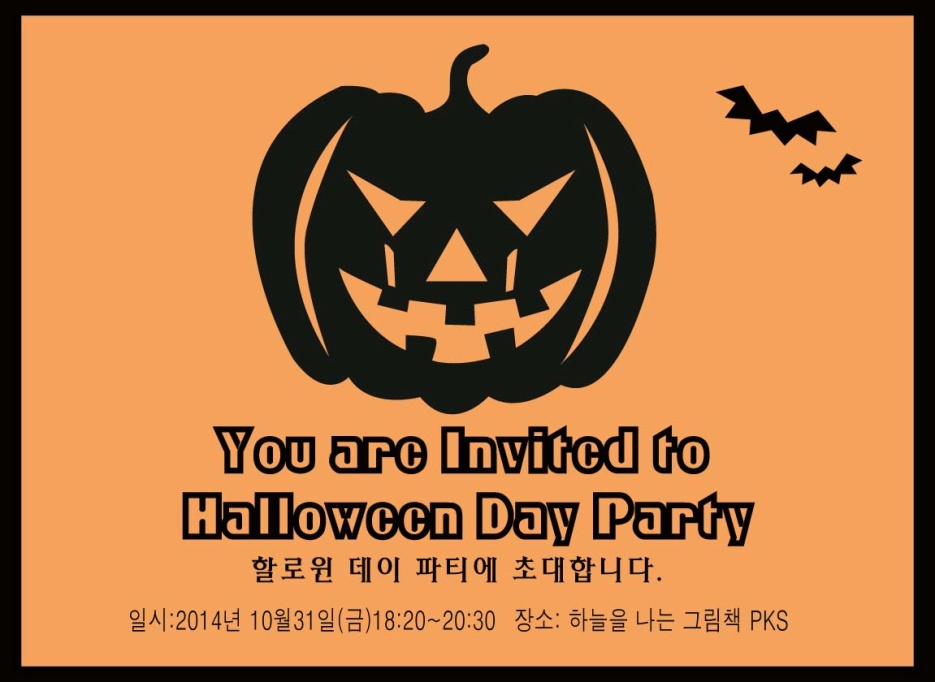 You are Invited to
Halloween Day Party
할로윈 데이 파티에 초대합니다.
일시:2014년 10월31일(금)18:20~20:30 장소: 하늘을 나는 그림책 PKS